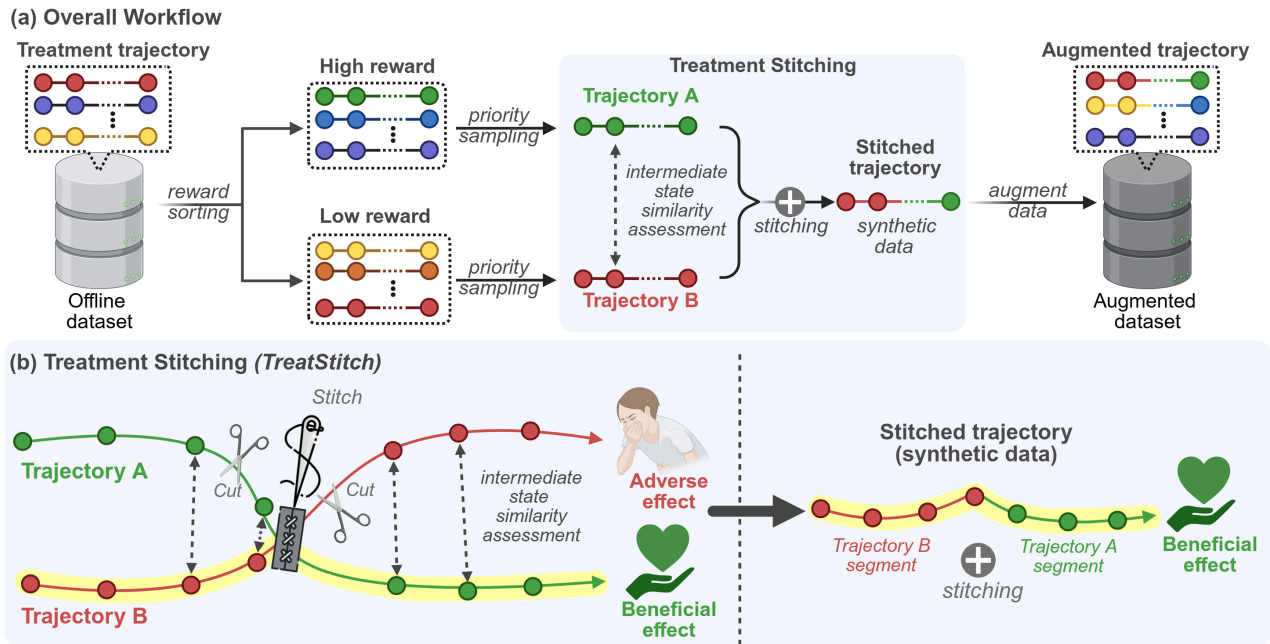 (a) Overall Workflow
Treatment trajectory
Offline
dataset
reward
sorting
High reward
Low reward
priority
sampling
priority
sampling
Treatment Stitching
Trajectory A
intermediate
state
similarity
assessment
Trajectory B
stitching
Stitched
trajectory
synthetic
data
augment
data
Augmented trajectory
Augmented
dataset
(b) Treatment Stitching (TreatStitch)
Trajectory A
Cut
Stitch
Cut
Trajectory B
intermediate
state
similarity
assessment
Adverse
effect
Beneficial
effect
Stitched trajectory
(synthetic data)
Trajectory B
segment
stitching
Trajectory A
segment
Beneficial
effect